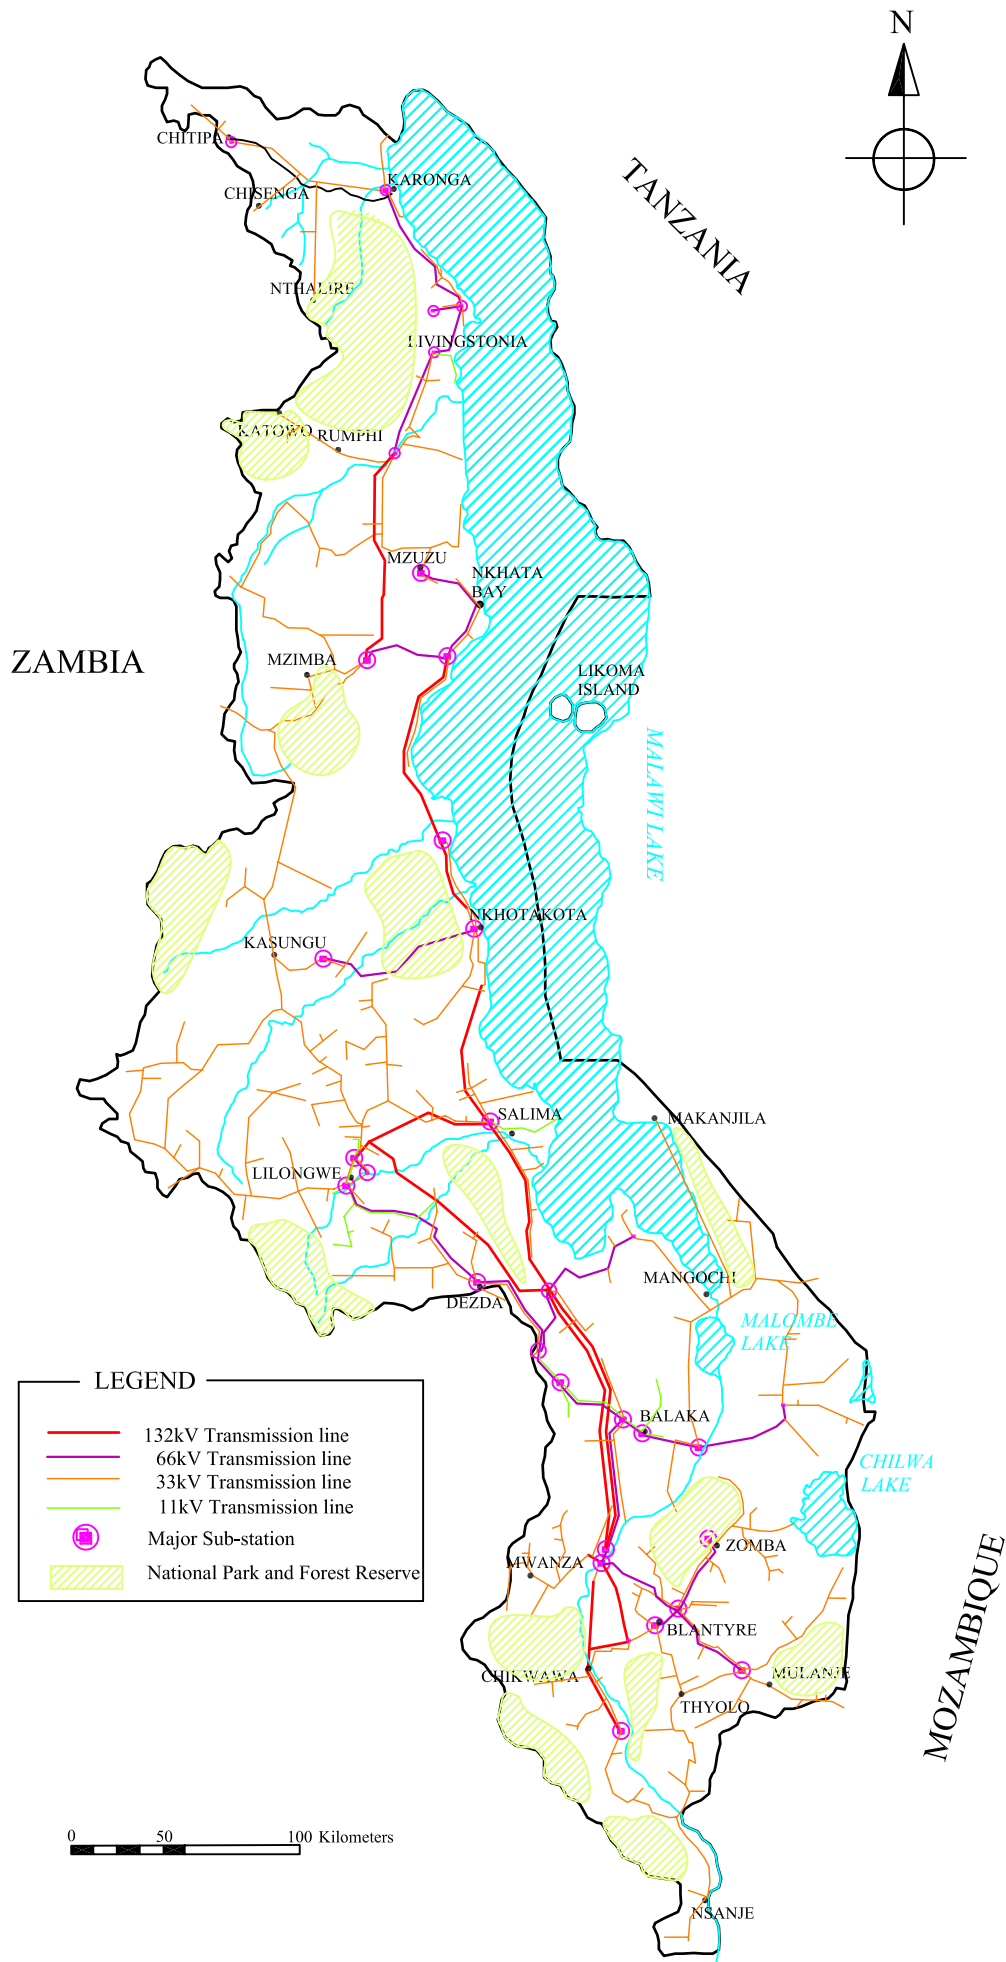 N
CHITIPA
KARONGA
TANZANIA
CHISENGA
NTHALIRE
LIVINGSTONIA
KATOWO
RUMPHI
MZUZU
NKHATA
BAY
ZAMBIA
MZIMBA
LIKOMA
ISLAND
MALAWI LAKE
NKHOTAKOTA
KASUNGU
SALIMA
MAKANJILA
LILONGWE
MANGOCHI
DEZDA
MALOMBE
LAKE
LEGEND
132kV Transmission line
66kV Transmission line
33kV Transmission line
11kV Transmission line
Major Sub-station
National Park and Forest Reserve
BALAKA
CHILWA
LAKE
ZOMBA
MWANZA
MOZAMBIQUE
BLANTYRE
CHIKWAWA
MULANJE
THYOLO
0 50 100 Kilometers
NSANJE